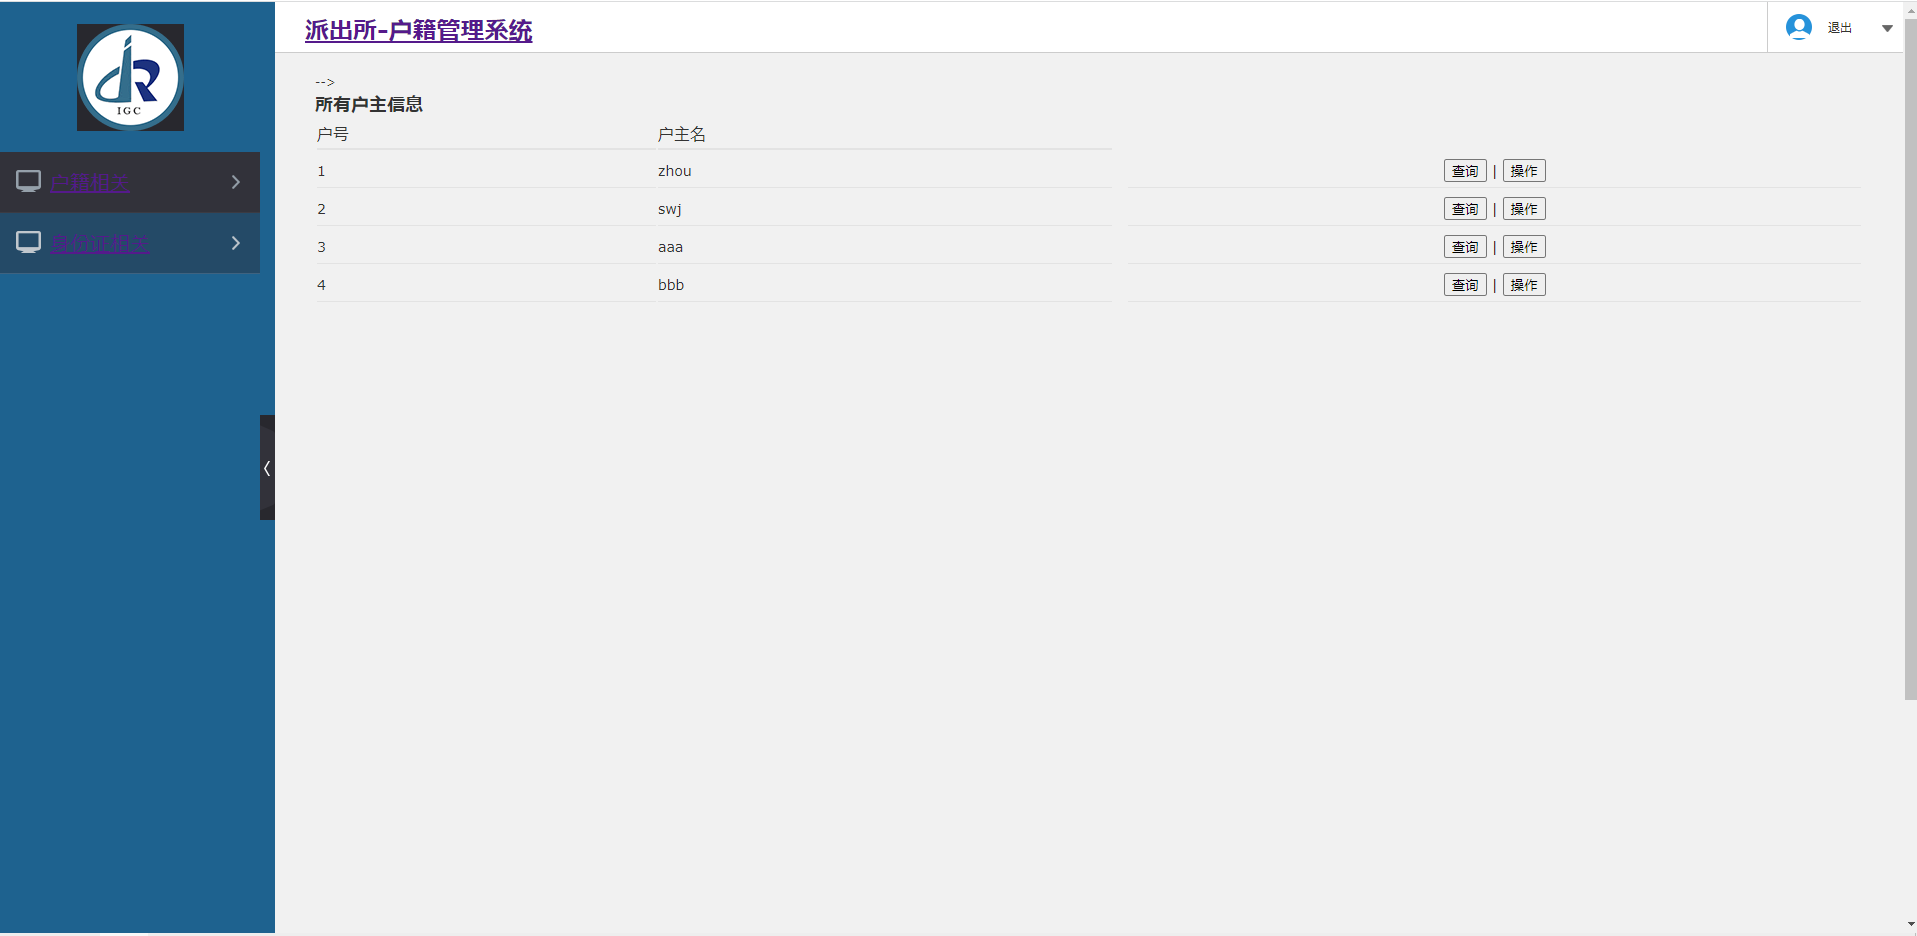 派出所-户籍管理系统
退出
IGC
户籍相关
身份证相关
-->
所有户主信息
户号 户主名
1 zhou 查询 | 操作
2 swj 查询 | 操作
3 aaa 查询 | 操作
4 bbb 查询 | 操作